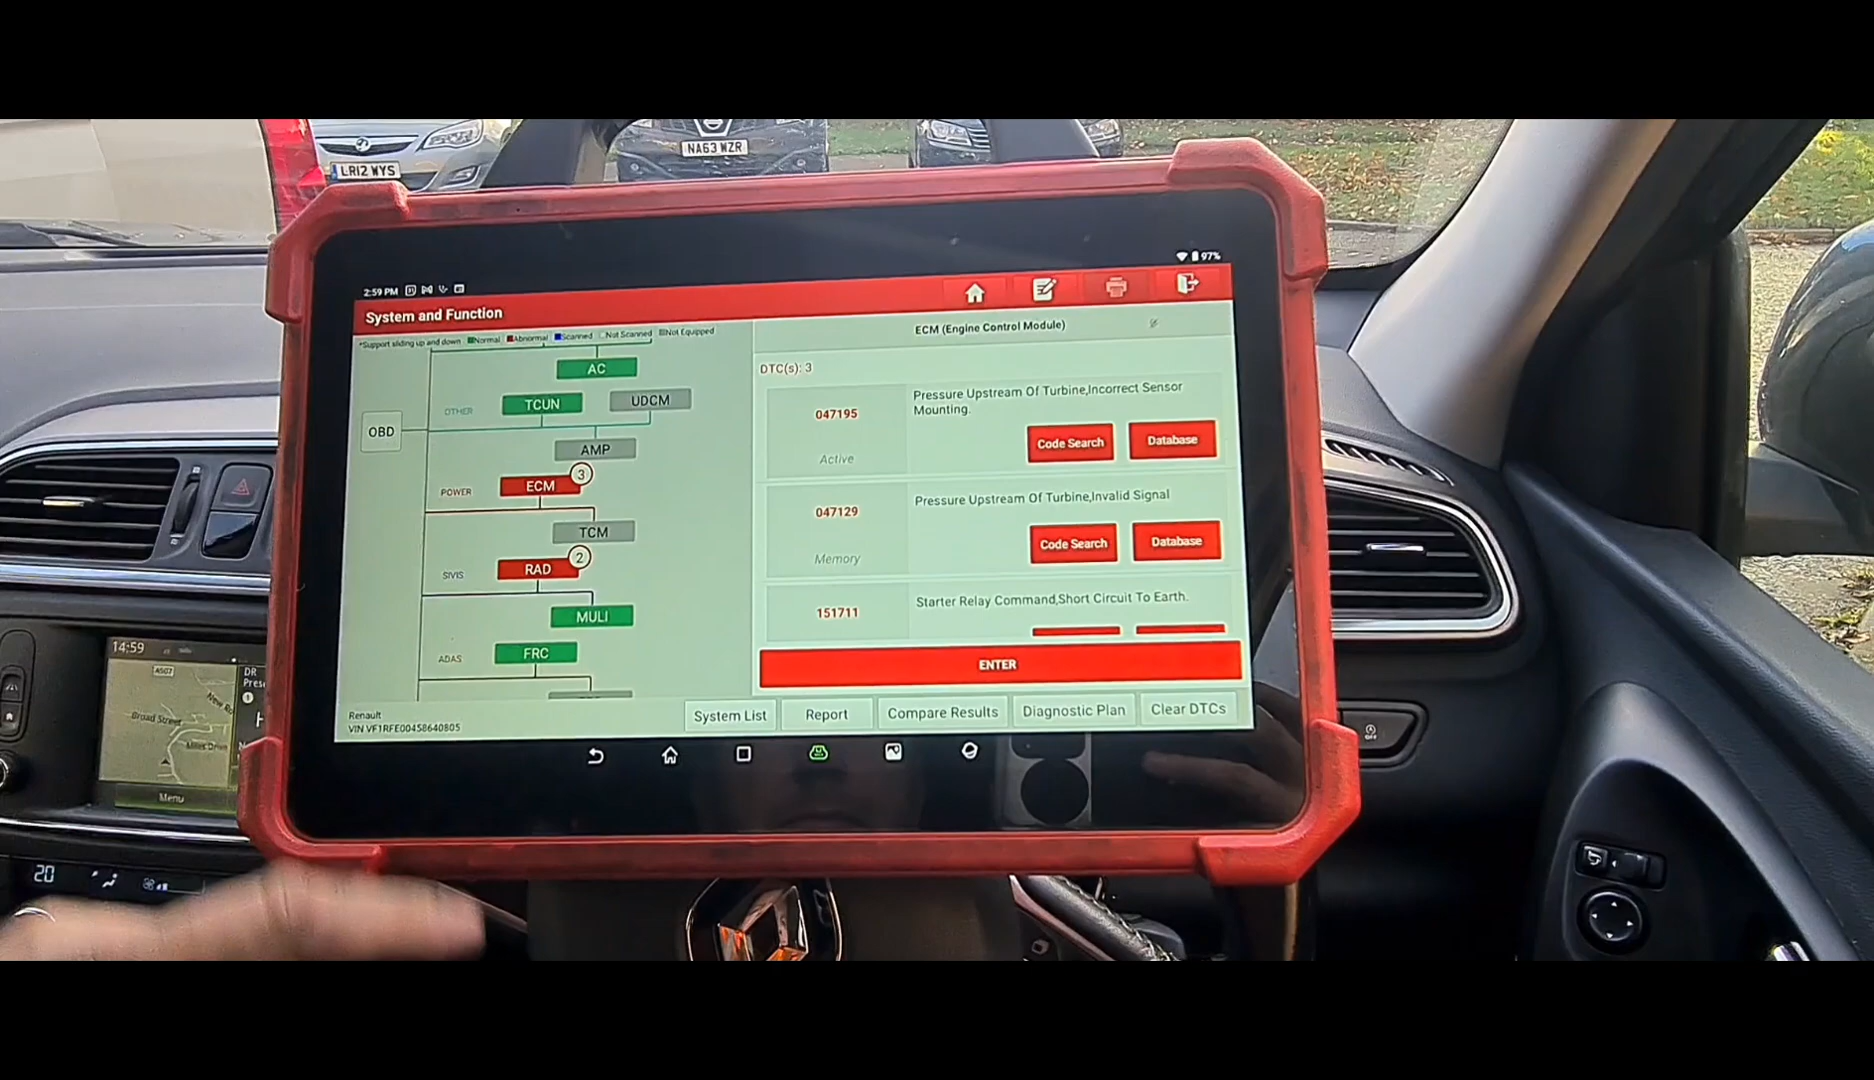 LR12 WYS
NA63 WZR
97%
2:59 PM
System and Function
*Support sliding up and down Normal Abnormal Scanned Not Scanned Not Equipped
AC
OTHER
TCUN
UDCM
OBD
AMP
3
POWER
ECM
TCM
2
SIVIS
RAD
MULI
ADAS
FRC
Renault
VIN VF1RFE00458640805
ECM (Engine Control Module)
DTC(s): 3
047195
Active
Pressure Upstream Of Turbine,Incorrect Sensor
Mounting.
Code Search
Database
047129
Memory
Pressure Upstream Of Turbine,Invalid Signal
Code Search
Database
151711
Starter Relay Command,Short Circuit To Earth.
ENTER
System List
Report
Compare Results
Diagnostic Plan
Clear DTCs
14:59
DR
Broad Street
Menu
20